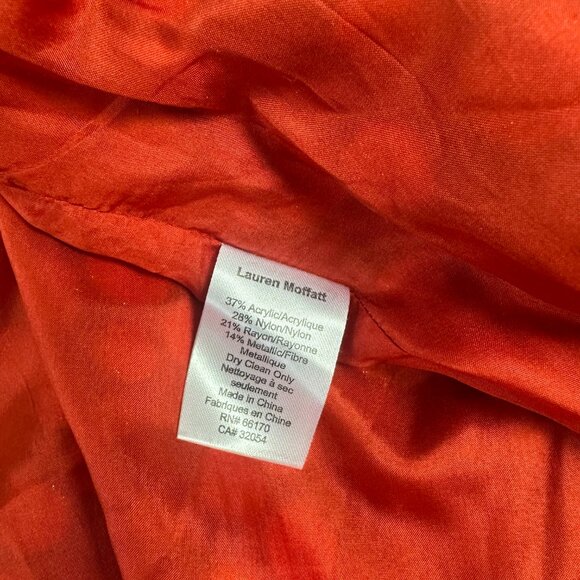 Lauren Moffatt
37% Acrylic/Acrylique
28% Nylon/Nylon
21% Rayon/Rayonne
14% Metallic/Fibre
Metallique
Dry Clean Only
Nettoyage à sec
seulement
Made in China
Fabriques en Chine
RN# 66170
CA# 32054